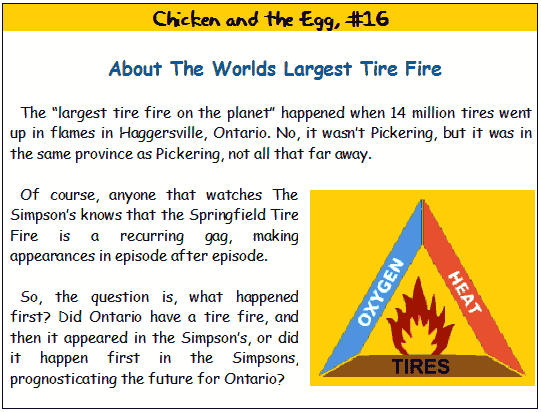 Chicken and the Egg, #16
About The Worlds Largest Tire Fire
The “largest tire fire on the planet” happened when 14 million tires went
up in flames in Haggersville, Ontario. No, it wasn’t Pickering, but it was in
the same province as Pickering, not all that far away.
Of course, anyone that watches The
Simpson’s knows that the Springfield Tire
Fire is a recurring gag, making
appearances in episode after episode.
So, the question is, what happened
first? Did Ontario have a tire fire, and
then it appeared in the Simpson’s, or did
it happen first in the Simpsons,
prognosticating the future for Ontario?
OXYGEN
HEAT
TIRES